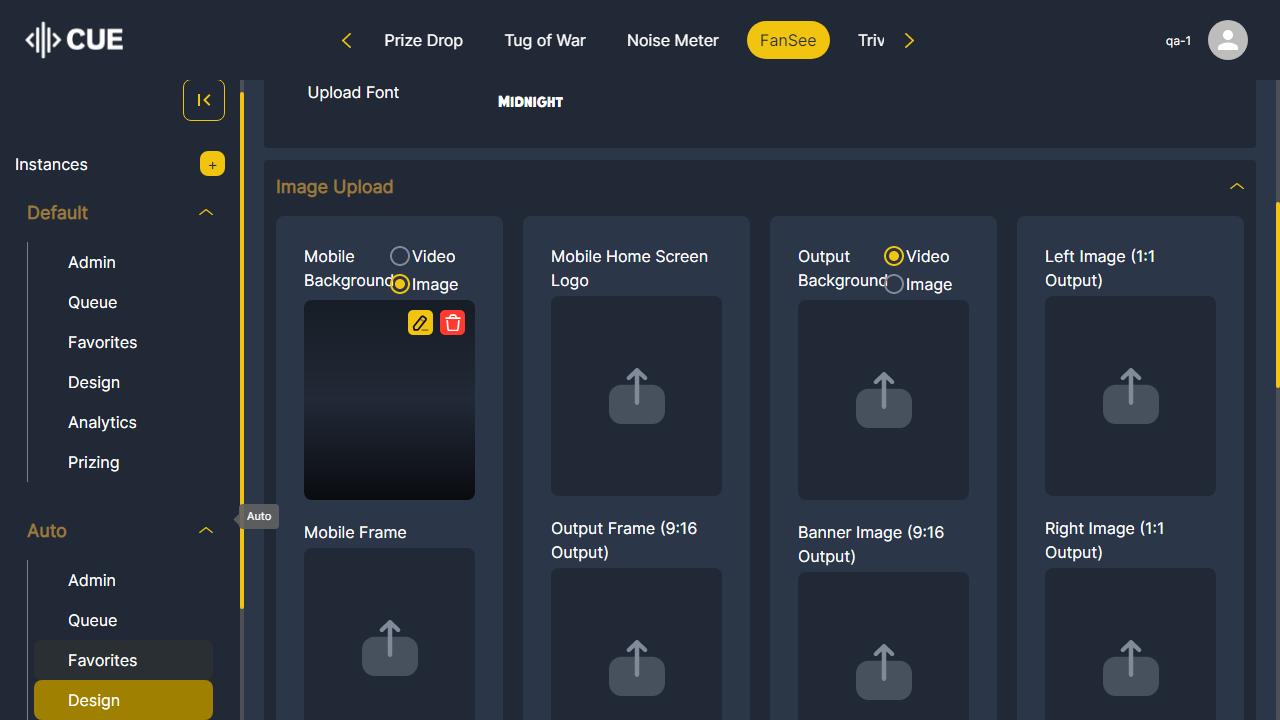 CUE
Prize Drop
Tug of War
Noise Meter
FanSee
Triv
qa-1
Instances
+
Default
Admin
Queue
Favorites
Design
Analytics
Prizing
Auto
Admin
Queue
Favorites
Design
Auto
Upload Font
MIDNIGHT
Image Upload
Mobile
Background
Video
Image
Mobile Home Screen
Logo
Output
Background
Video
Image
Left Image (1:1
Output)
Mobile Frame
Output Frame (9:16
Output)
Banner Image (9:16
Output)
Right Image (1:1
Output)